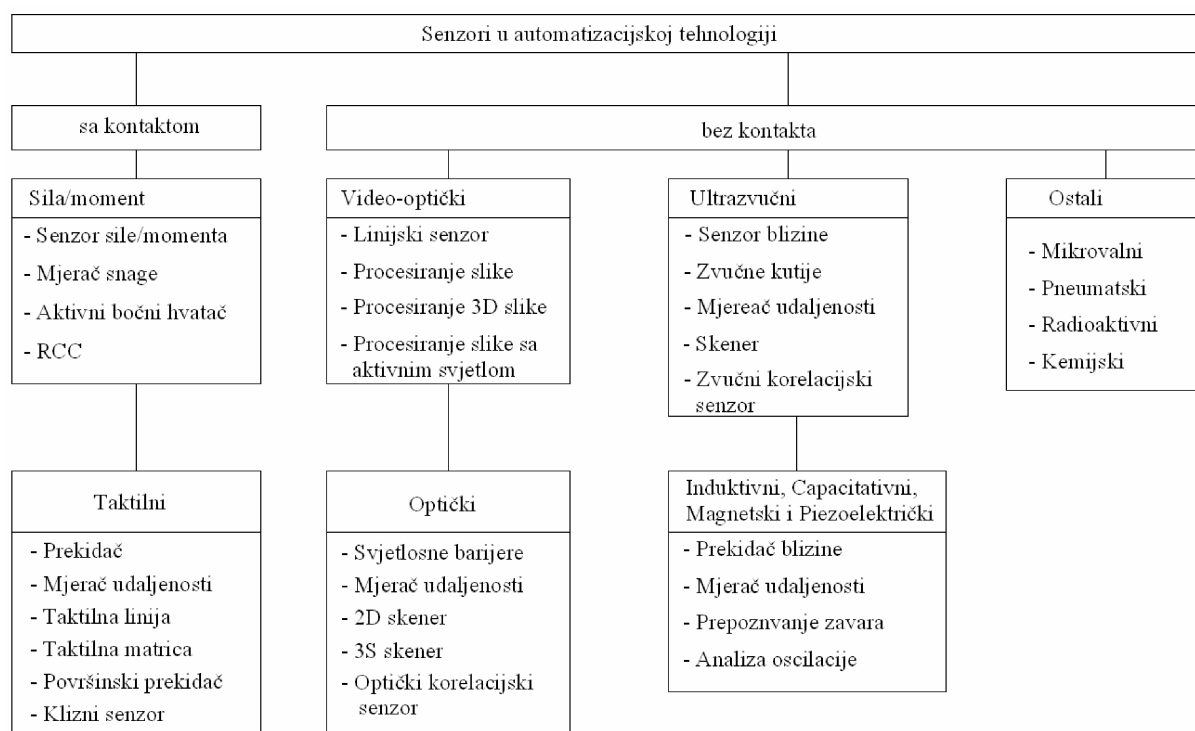 Senzori u automatizacijskoj tehnologiji
sa kontaktom
bez kontakta
Sila/moment
- Senzor sile/momenta
- Mjerač snage
- Aktivni bočni hvatač
- RCC
Video-optički
- Linijski senzor
- Procesiranje slike
- Procesiranje 3D slike
- Procesiranje slike sa
aktivnim svjetlom
Ultrazvučni
- Senzor blizine
- Zvučne kutije
- Mjereač udaljenosti
- Skener
- Zvučni korelacijski
senzor
Ostali
- Mikrovalni
- Pneumatski
- Radioaktivni
- Kemijski
Taktilni
- Prekidač
- Mjerač udaljenosti
- Taktilna linija
- Taktilna matrica
- Površinski prekidač
- Klizni senzor
Optički
- Svjetlosne barijere
- Mjerač udaljenosti
- 2D skener
- 3S skener
- Optički korelacijski
senzor
Induktivni, Capacitativni,
Magnetski i Piezoelektrički
- Prekidač blizine
- Mjerač udaljenosti
- Prepoznvanje zavara
- Analiza oscilacije